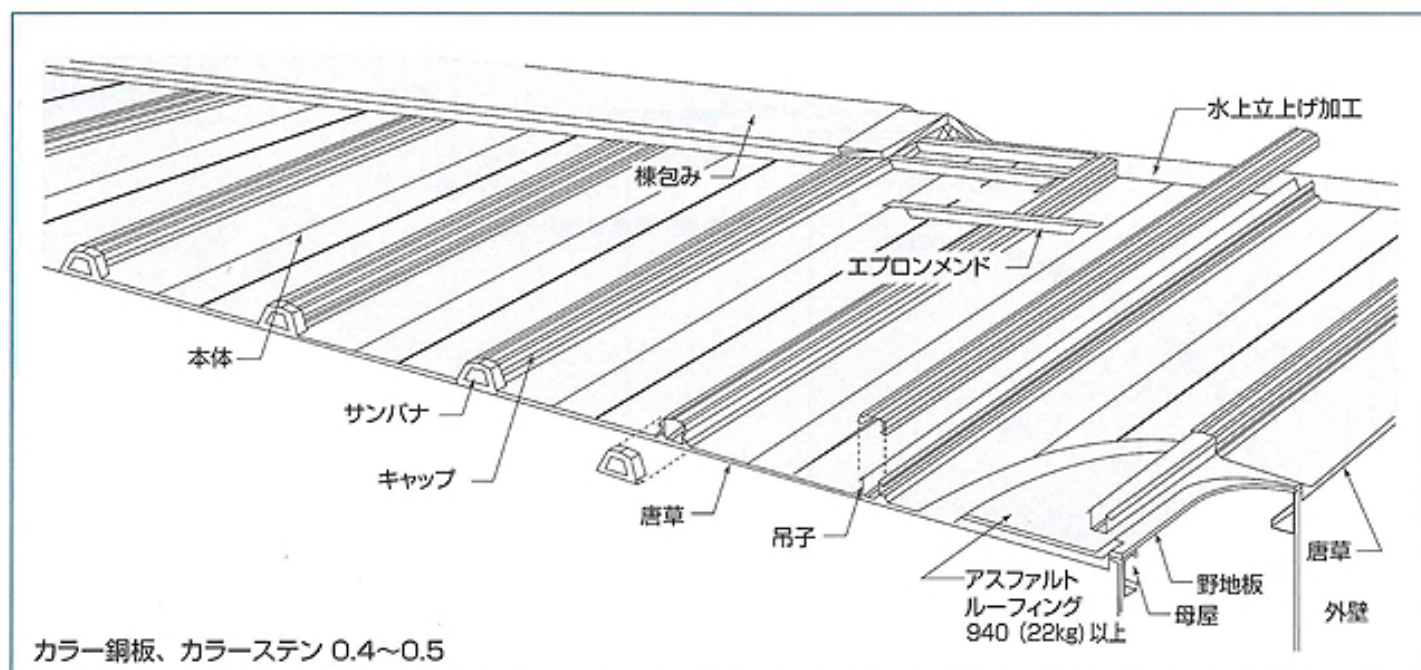 水上立上げ加工
棟包み
エプロンメンド
本体
サンバナ
キャップ
唐草
吊子
アスファルト
ルーフィング
940（22kg）以上
野地板
母屋
唐草
外壁
カラー鋼板、カラーステン 0.4〜0.5